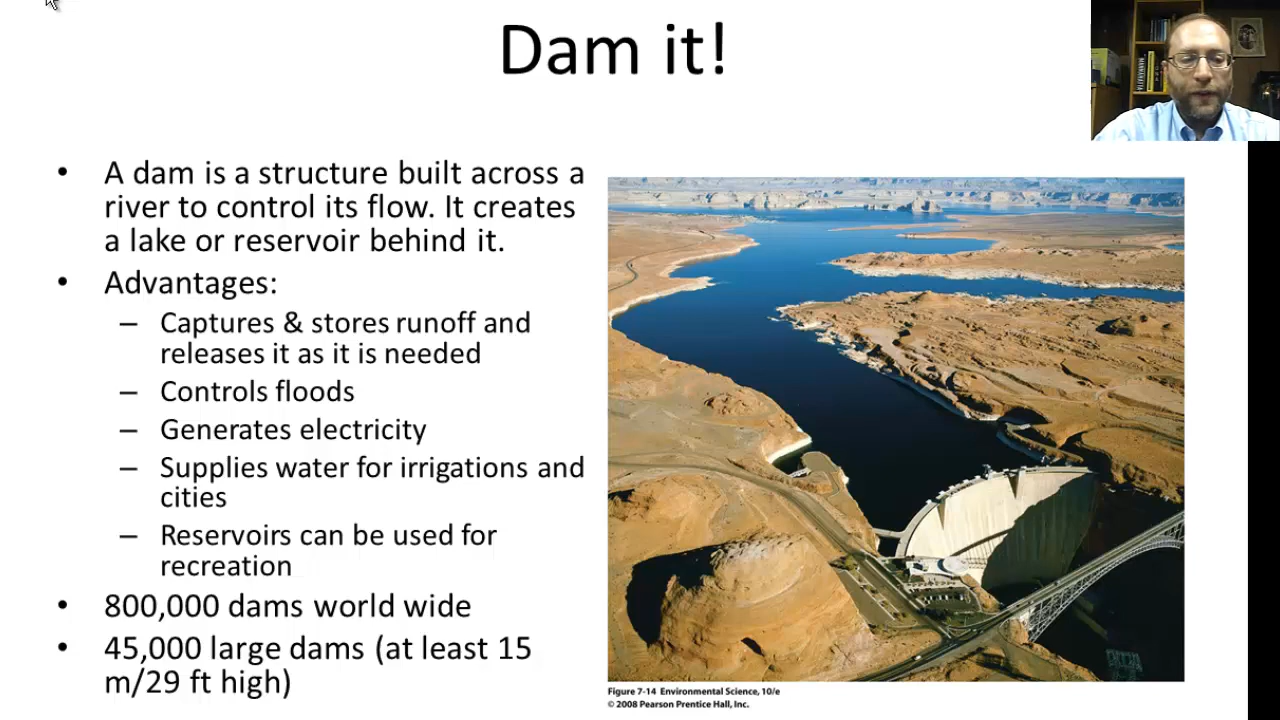 Dam it!
• A dam is a structure built across a
river to control its flow. It creates
a lake or reservoir behind it.
• Advantages:
– Captures & stores runoff and
releases it as it is needed
– Controls floods
– Generates electricity
– Supplies water for irrigations and
cities
– Reservoirs can be used for
recreation
• 800,000 dams world wide
• 45,000 large dams (at least 15
m/29 ft high)
Figure 7-14 Environmental Science, 10/e
© 2008 Pearson Prentice Hall, Inc.